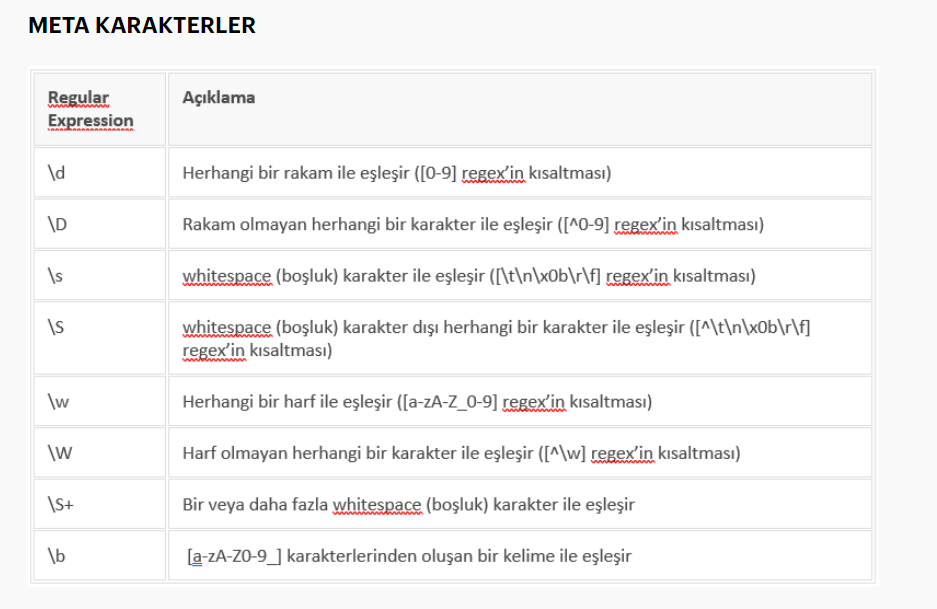 META KARAKTERLER
Regular
Expression
Açıklama
\d
Herhangi bir rakam ile eşleşir ([0-9] regex’in kısaltması)
\D
Rakam olmayan herhangi bir karakter ile eşleşir ([^0-9] regex’in kısaltması)
\s
whitespace (boşluk) karakter ile eşleşir ([\t\n\x0b\r\f] regex’in kısaltması)
\S
whitespace (boşluk) karakter dışı herhangi bir karakter ile eşleşir ([^\t\n\x0b\r\f]
regex’in kısaltması)
\w
Herhangi bir harf ile eşleşir ([a-zA-Z_0-9] regex’in kısaltması)
\W
Harf olmayan herhangi bir karakter ile eşleşir ([^\w] regex’in kısaltması)
\S+
Bir veya daha fazla whitespace (boşluk) karakter ile eşleşir
\b
[a-zA-Z0-9_] karakterlerinden oluşan bir kelime ile eşleşir